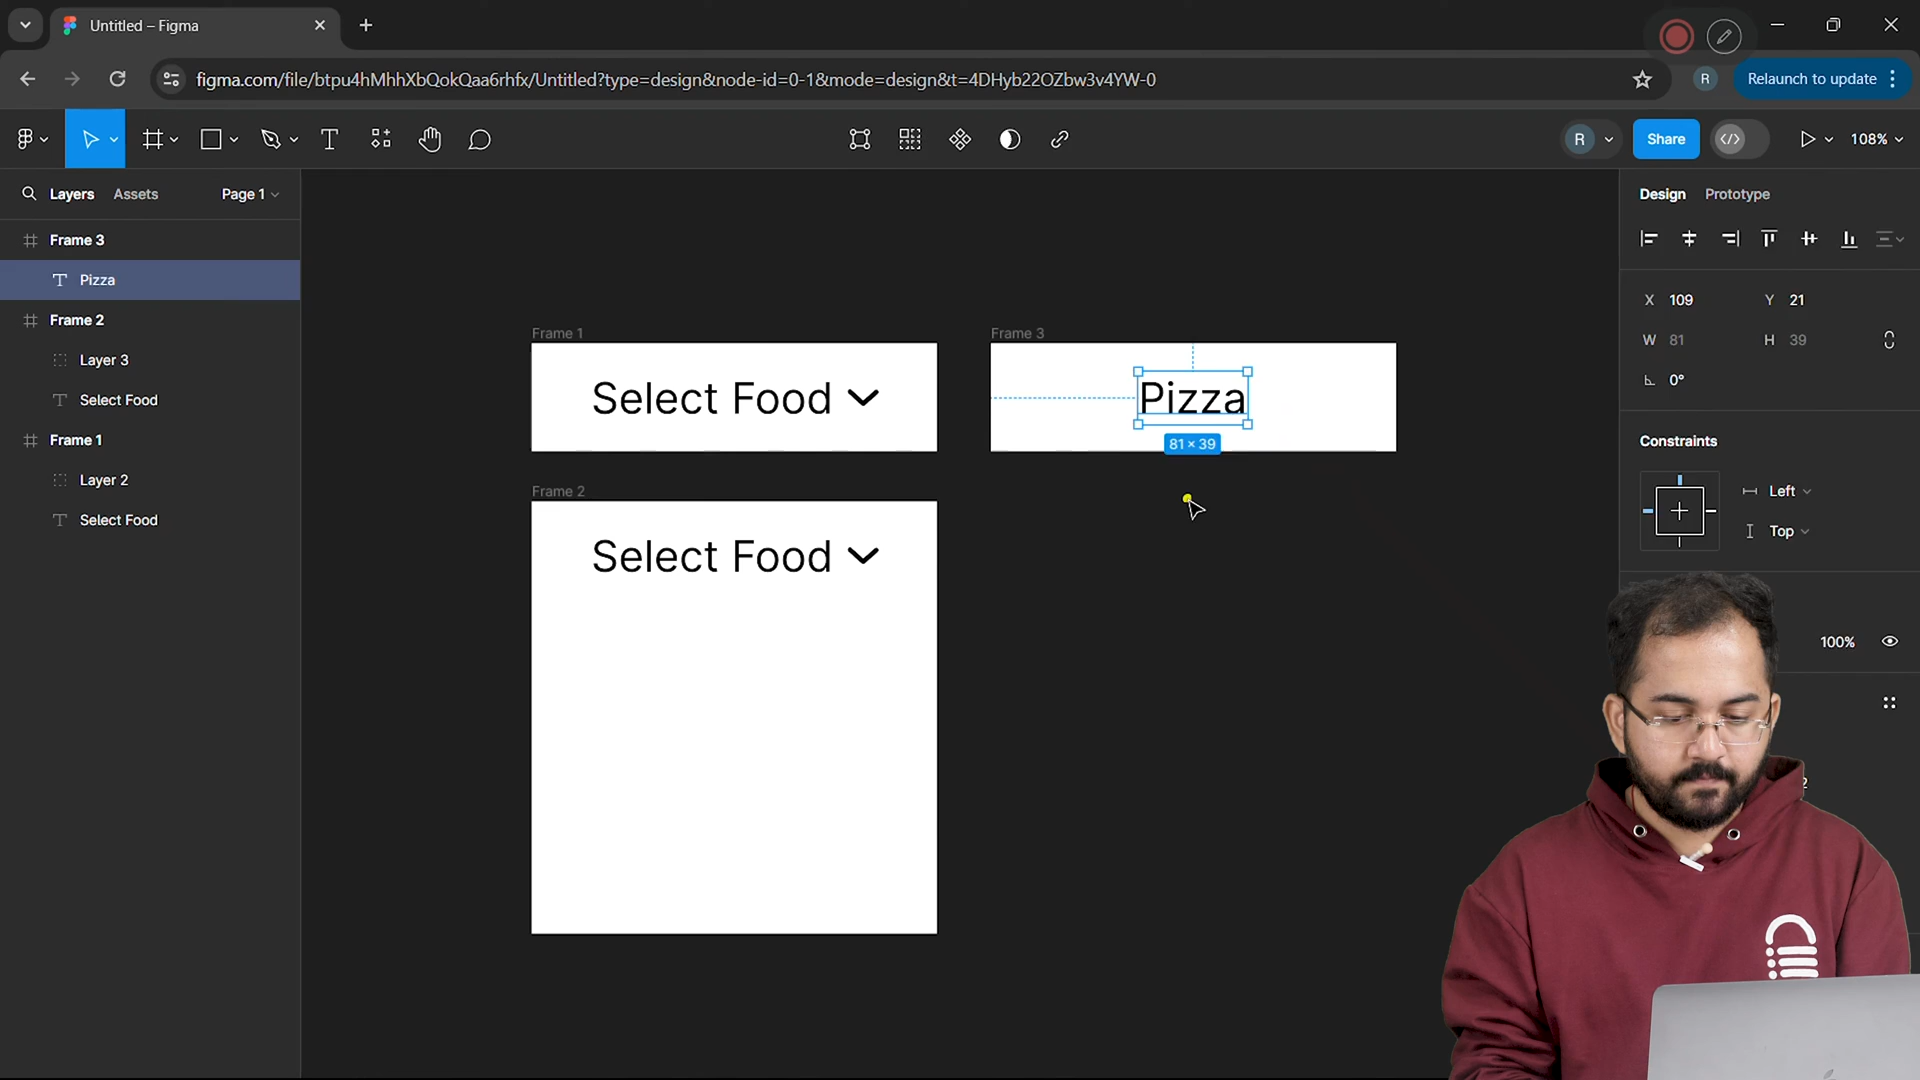 Untitled – Figma
figma.com/file/btpu4hMhhXbQokQaa6rhfx/Untitled?type=design&node-id=0-1&mode=design&t=4DHyb22OZbw3v4YW-0
R
Relaunch to update
R
Share
108%
Layers
Assets
Page 1
Frame 3
Pizza
Frame 2
Layer 3
Select Food
Frame 1
Layer 2
Select Food
Frame 1
Select Food
Frame 3
Pizza
81 × 39
Frame 2
Select Food
Design
Prototype
X 109
Y 21
W 81
H 39
0°
Constraints
Left
Top
100%